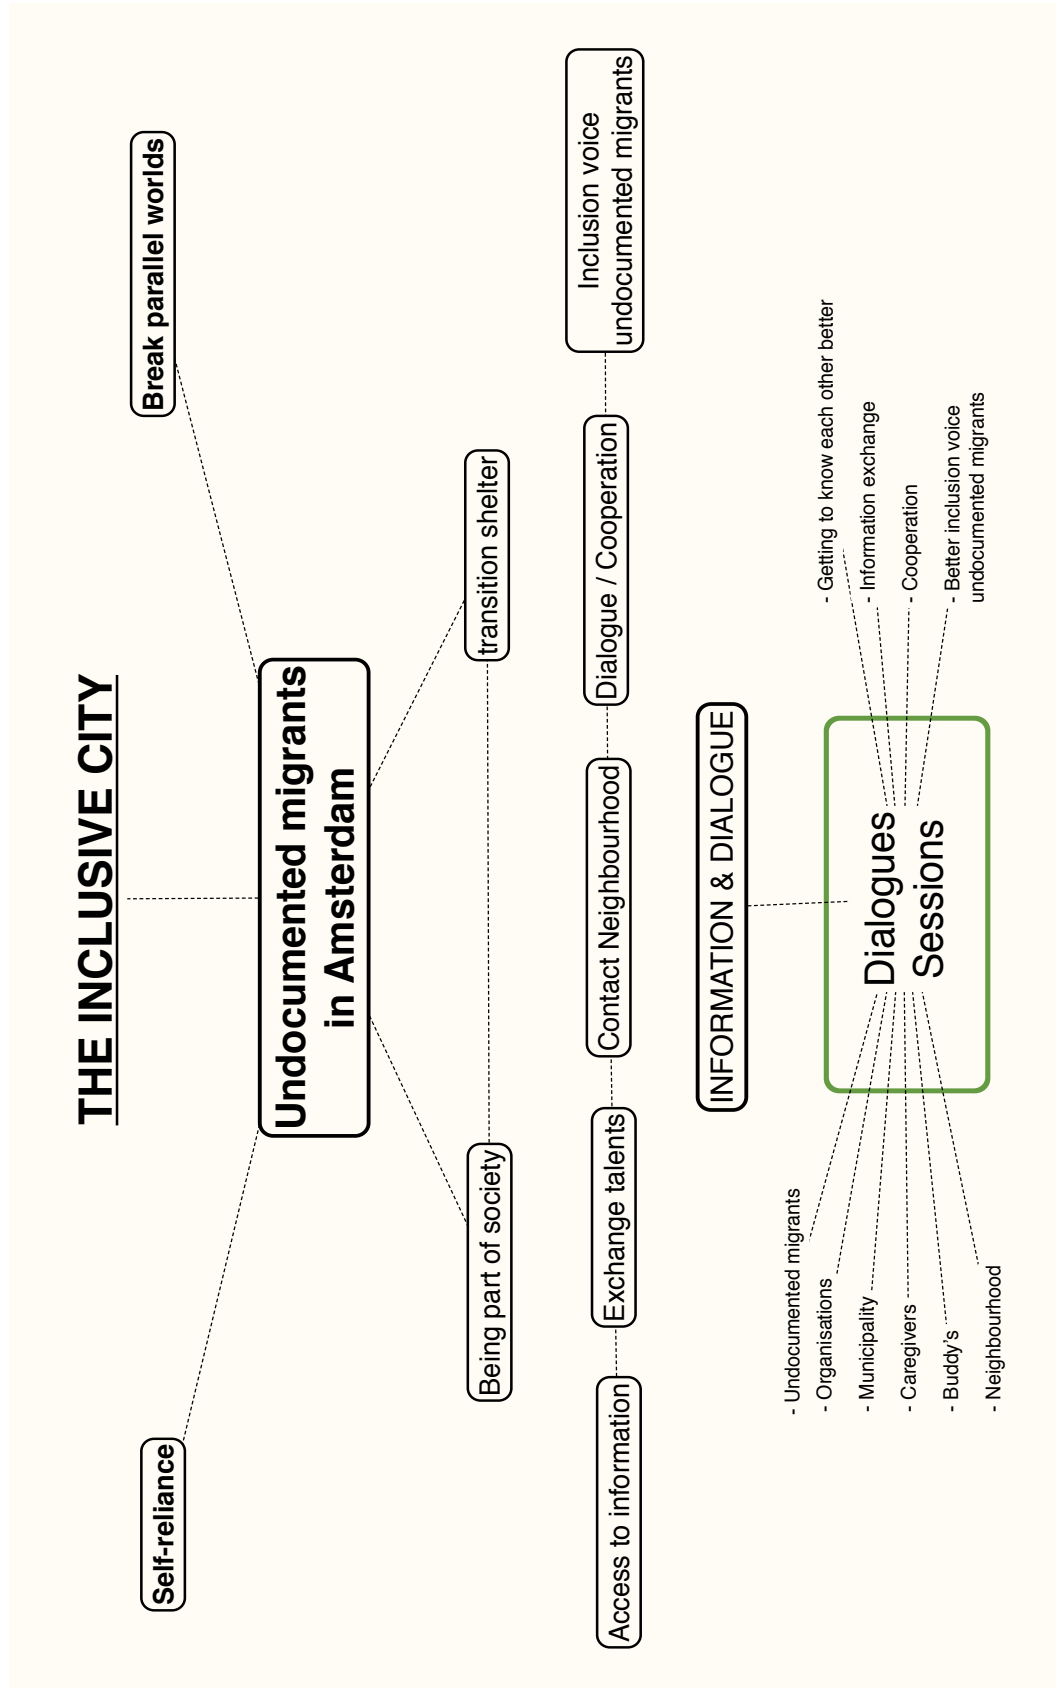 THE INCLUSIVE CITY
Self-reliance
Break parallel worlds
Undocumented migrants
in Amsterdam
Being part of society
transition shelter
Access to information
Exchange talents
Contact Neighbourhood
Dialogue / Cooperation
Inclusion voice
undocumented migrants
INFORMATION & DIALOGUE
- Undocumented migrants
- Organisations
- Municipality
- Caregivers
- Buddy's
- Neighbourhood
Dialogues
Sessions
- Getting to know each other better
- Information exchange
- Cooperation
- Better inclusion voice
undocumented migrants